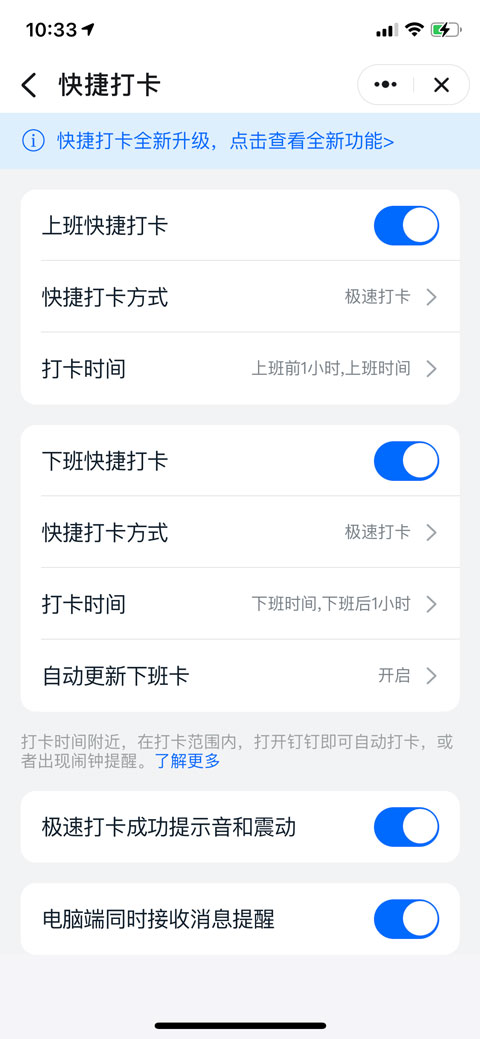 10:33
快捷打卡
快捷打卡全新升级，点击查看全新功能>
上班快捷打卡
快捷打卡方式 极速打卡
打卡时间 上班前1小时,上班时间
下班快捷打卡
快捷打卡方式 极速打卡
打卡时间 下班时间,下班后1小时
自动更新下班卡 开启
打卡时间附近，在打卡范围内，打开钉钉即可自动打卡，或
者出现闹钟提醒。了解更多
极速打卡成功提示音和震动
电脑端同时接收消息提醒